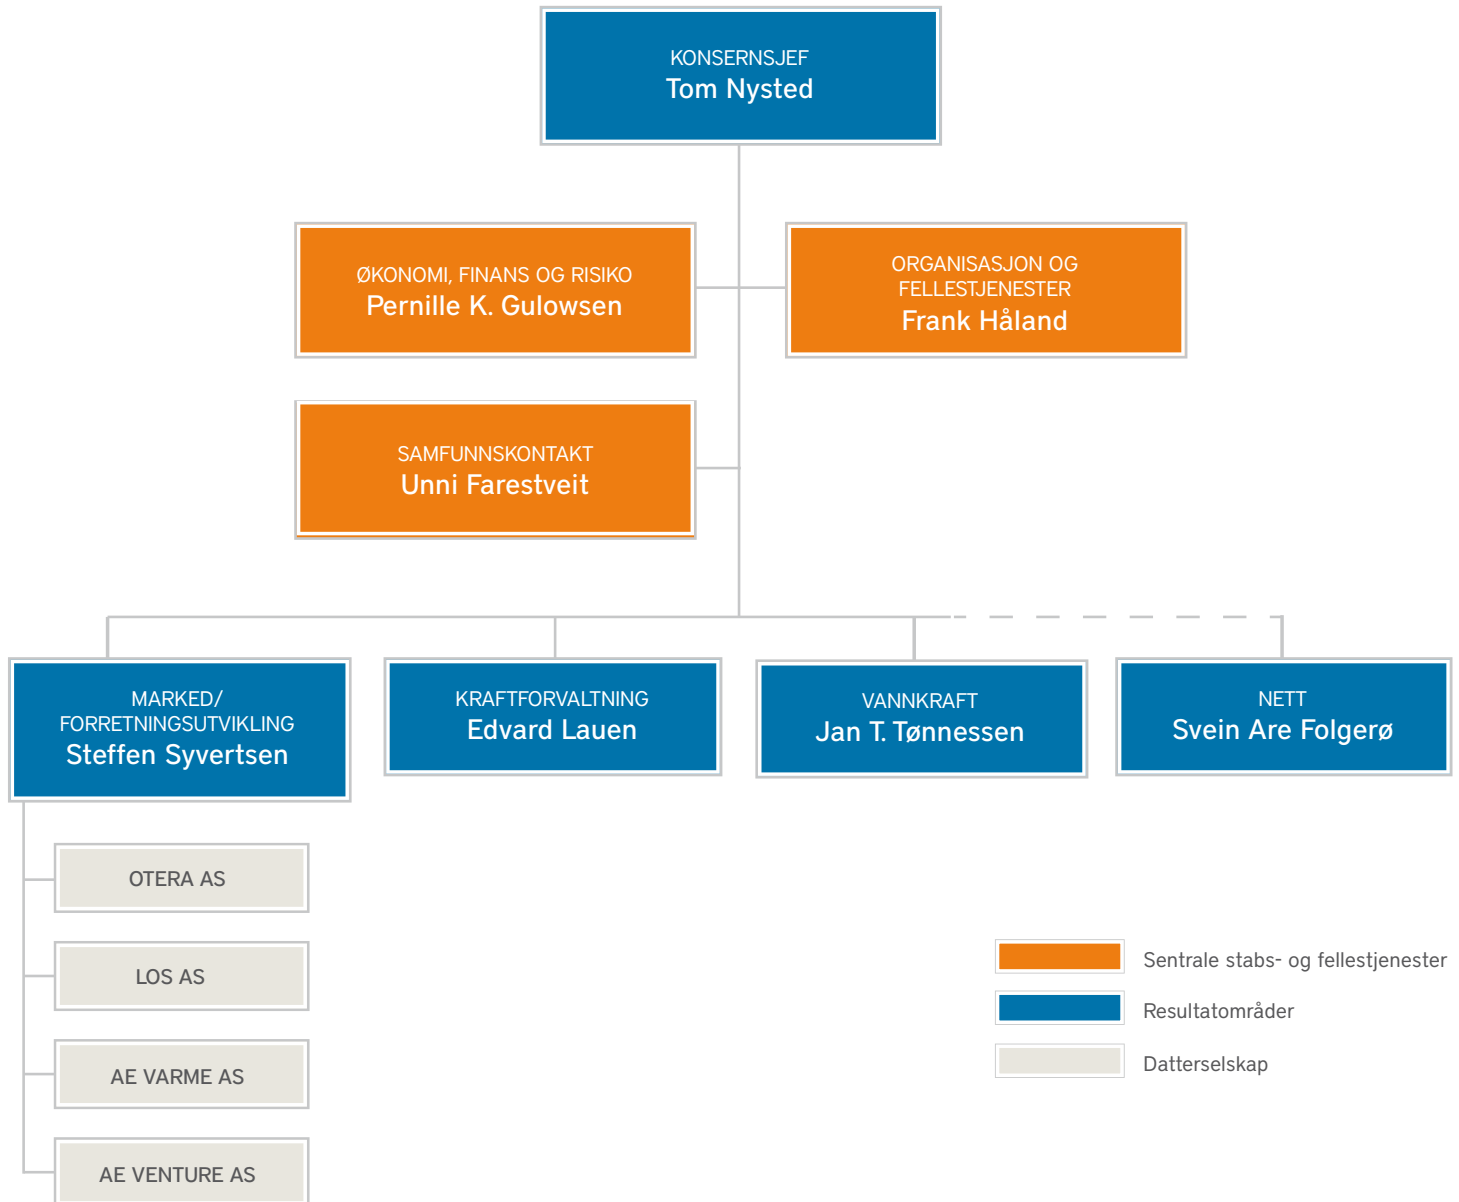 KONSERNSJEF
Tom Nysted
ØKONOMI, FINANS OG RISIKO
Pernille K. Gulowsen
ORGANISASJON OG
FELLESTJENESTER
Frank Håland
SAMFUNNSKONTAKT
Unni Farestveit
MARKED/
FORRETNINGSUTVIKLING
Steffen Syvertsen
KRAFTFORVALTNING
Edvard Lauen
VANNKRAFT
Jan T. Tønnessen
NETT
Svein Are Folgerø
OTERA AS
LOS AS
AE VARME AS
AE VENTURE AS
Sentrale stabs- og fellestjenester
Resultatområder
Datterselskap